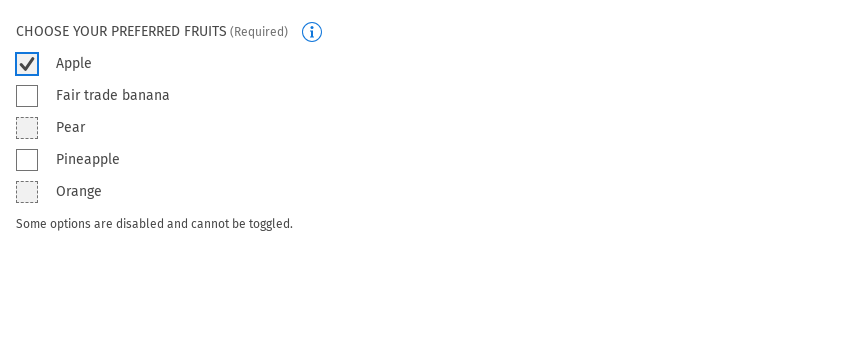 CHOOSE YOUR PREFERRED FRUITS (Required)
Apple
Fair trade banana
Pear
Pineapple
Orange
Some options are disabled and cannot be toggled.